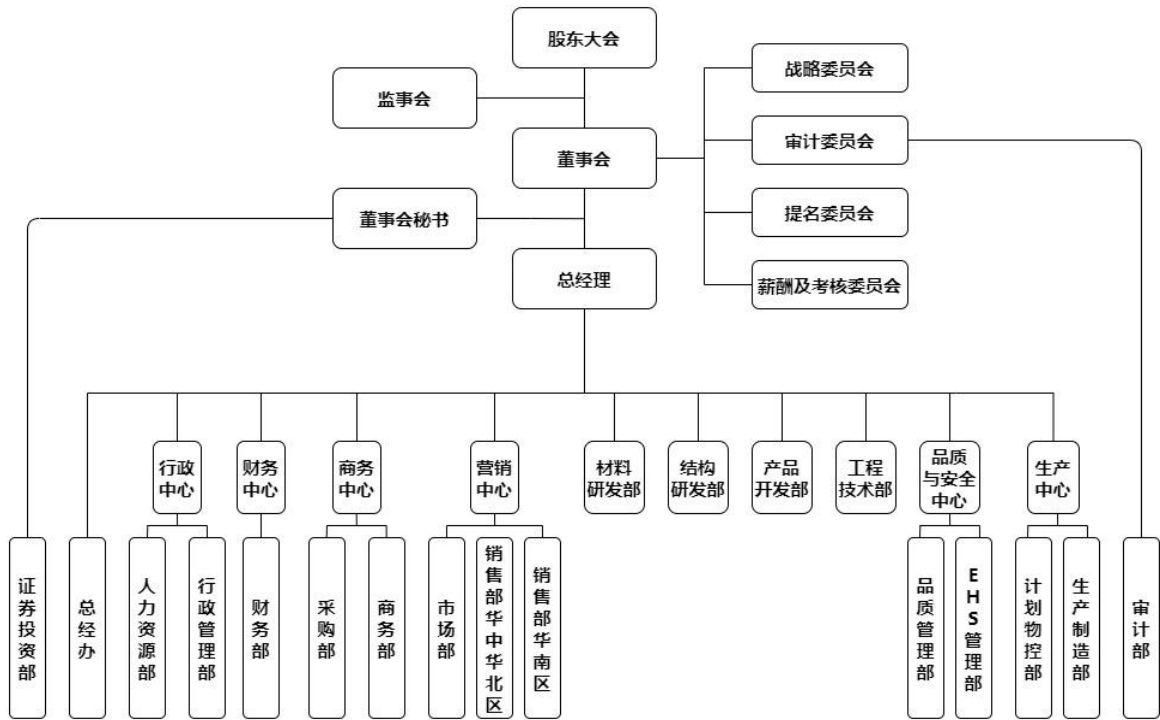 股东大会
战略委员会
监事会
审计委员会
董事会
提名委员会
董事会秘书
总经理
薪酬及考核委员会
行政
中心
财务
中心
商务
中心
营销
中心
材料
研发部
结构
研发部
产品
开发部
工程
技术部
品质
与安全
中心
生产
中心
证券投资部
总经办
人力资源部
行政管理部
财务部
采购部
商务部
市场部
销售部华中华北区
销售部华南区
品质管理部
EHS管理部
计划物控部
生产制造部
审计部